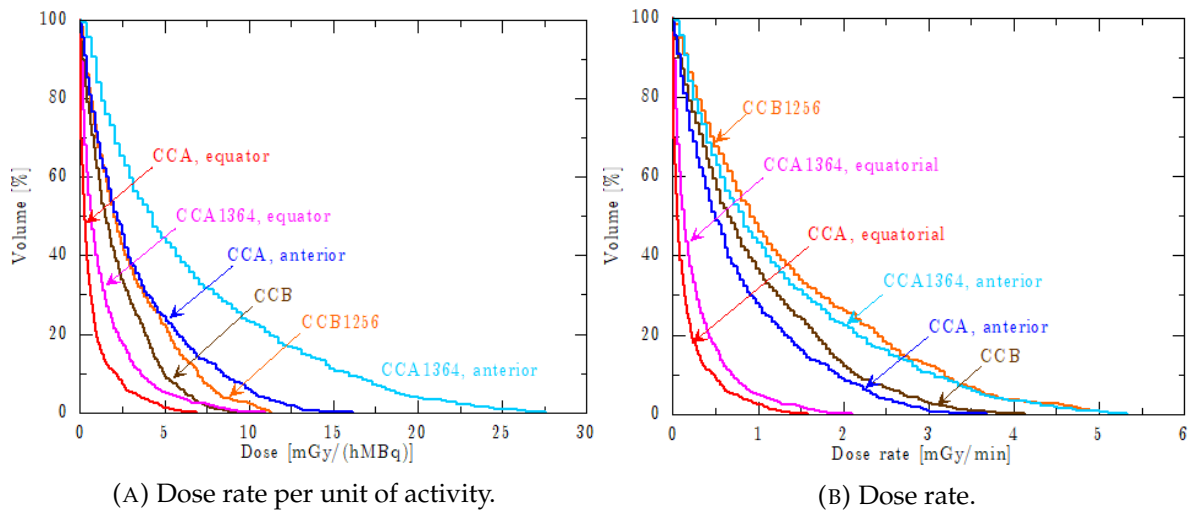 100
80
60
40
20
0
Volume [%]
CCA, equator
CCA1364, equator
CCA, anterior
CCB
CCB1256
CCA1364, anterior
0 5 10 15 20 25 30
Dose [mGy/(hMBq)]
(A) Dose rate per unit of activity.
100
80
60
40
20
0
Volume [%]
CCB1256
CCA1364, equatorial
CCA, equatorial
CCA1364, anterior
CCA, anterior
CCB
0 1 2 3 4 5 6
Dose rate [mGy/min]
(B) Dose rate.